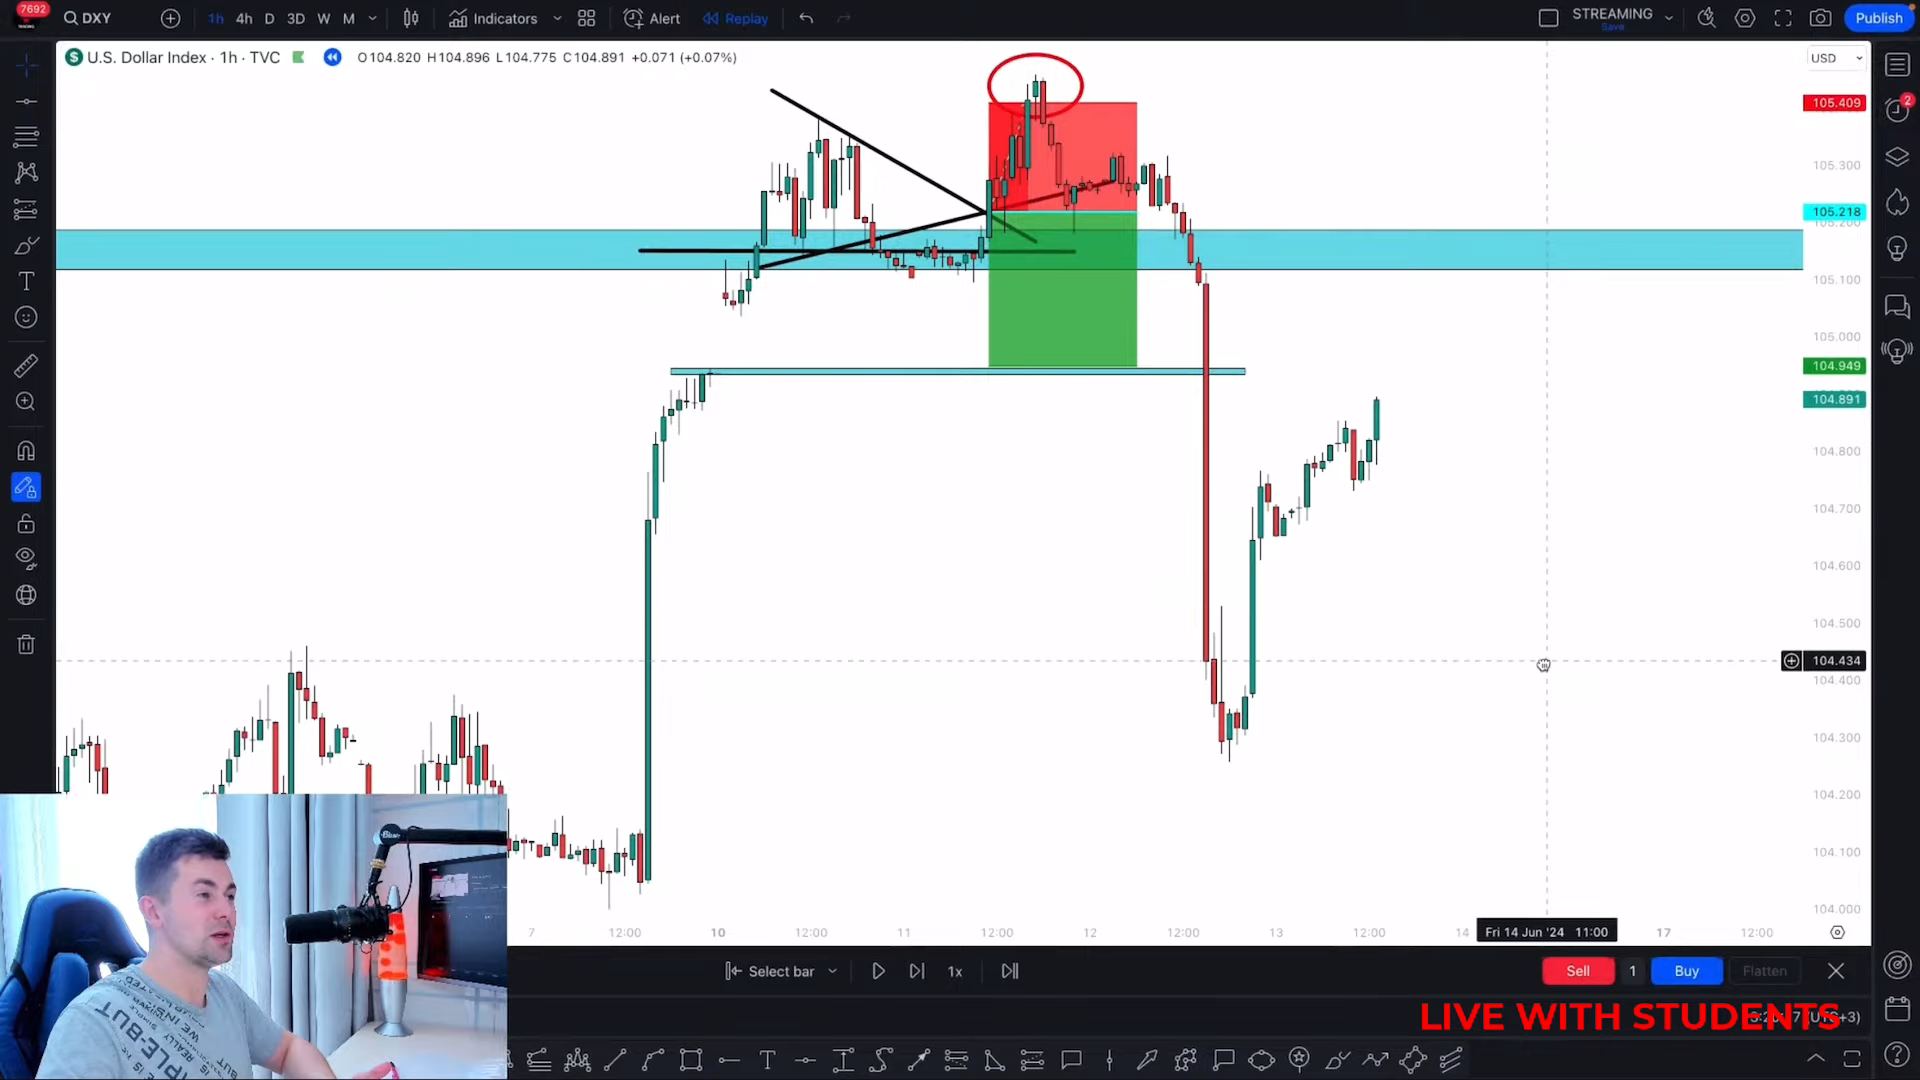 7692
DXY
1h 4h D 3D W M
Indicators
Alert
Replay
STREAMING
Save
Publish
U.S. Dollar Index · 1h · TVC
O104.820 H104.896 L104.775 C104.891 +0.071 (+0.07%)
USD
2
105.409
105.300
105.218
105.100
105.000
104.949
104.891
104.800
104.700
104.600
104.500
104.434
104.400
104.300
104.200
104.100
104.000
7 12:00 10 12:00 11 12:00 12 12:00 13 12:00 14 Fri 14 Jun '24 11:00 17 12:00
Select bar
1x
Sell 1 Buy Flatten
LIVE WITH STUDENTS